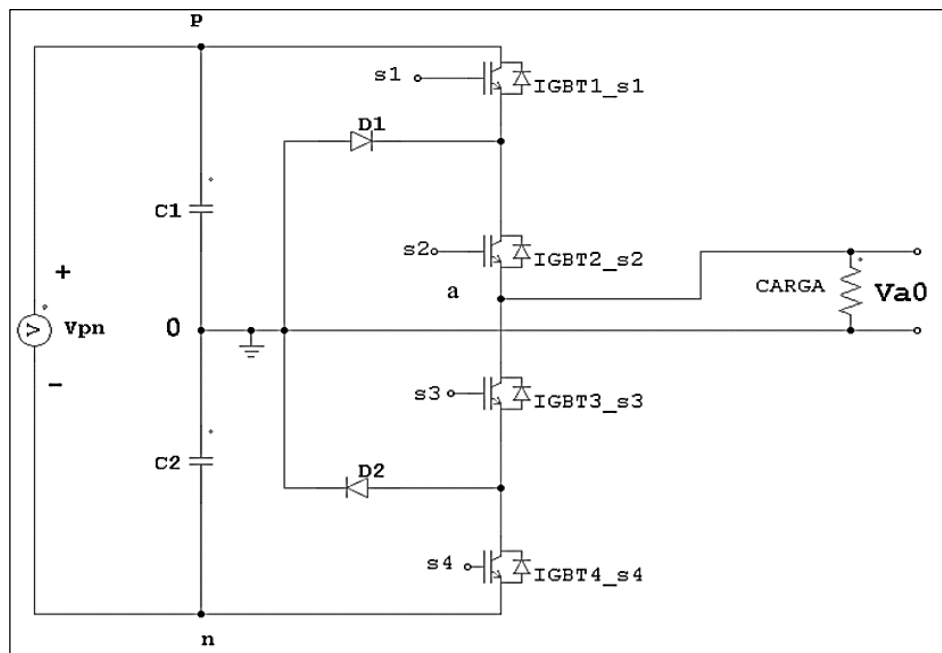 P
s1
IGBT1_s1
D1
C1
s2
IGBT2_s2
a
CARGA
Va0
+
V
Vpn
0
-
s3
IGBT3_s3
C2
D2
s4
IGBT4_s4
n